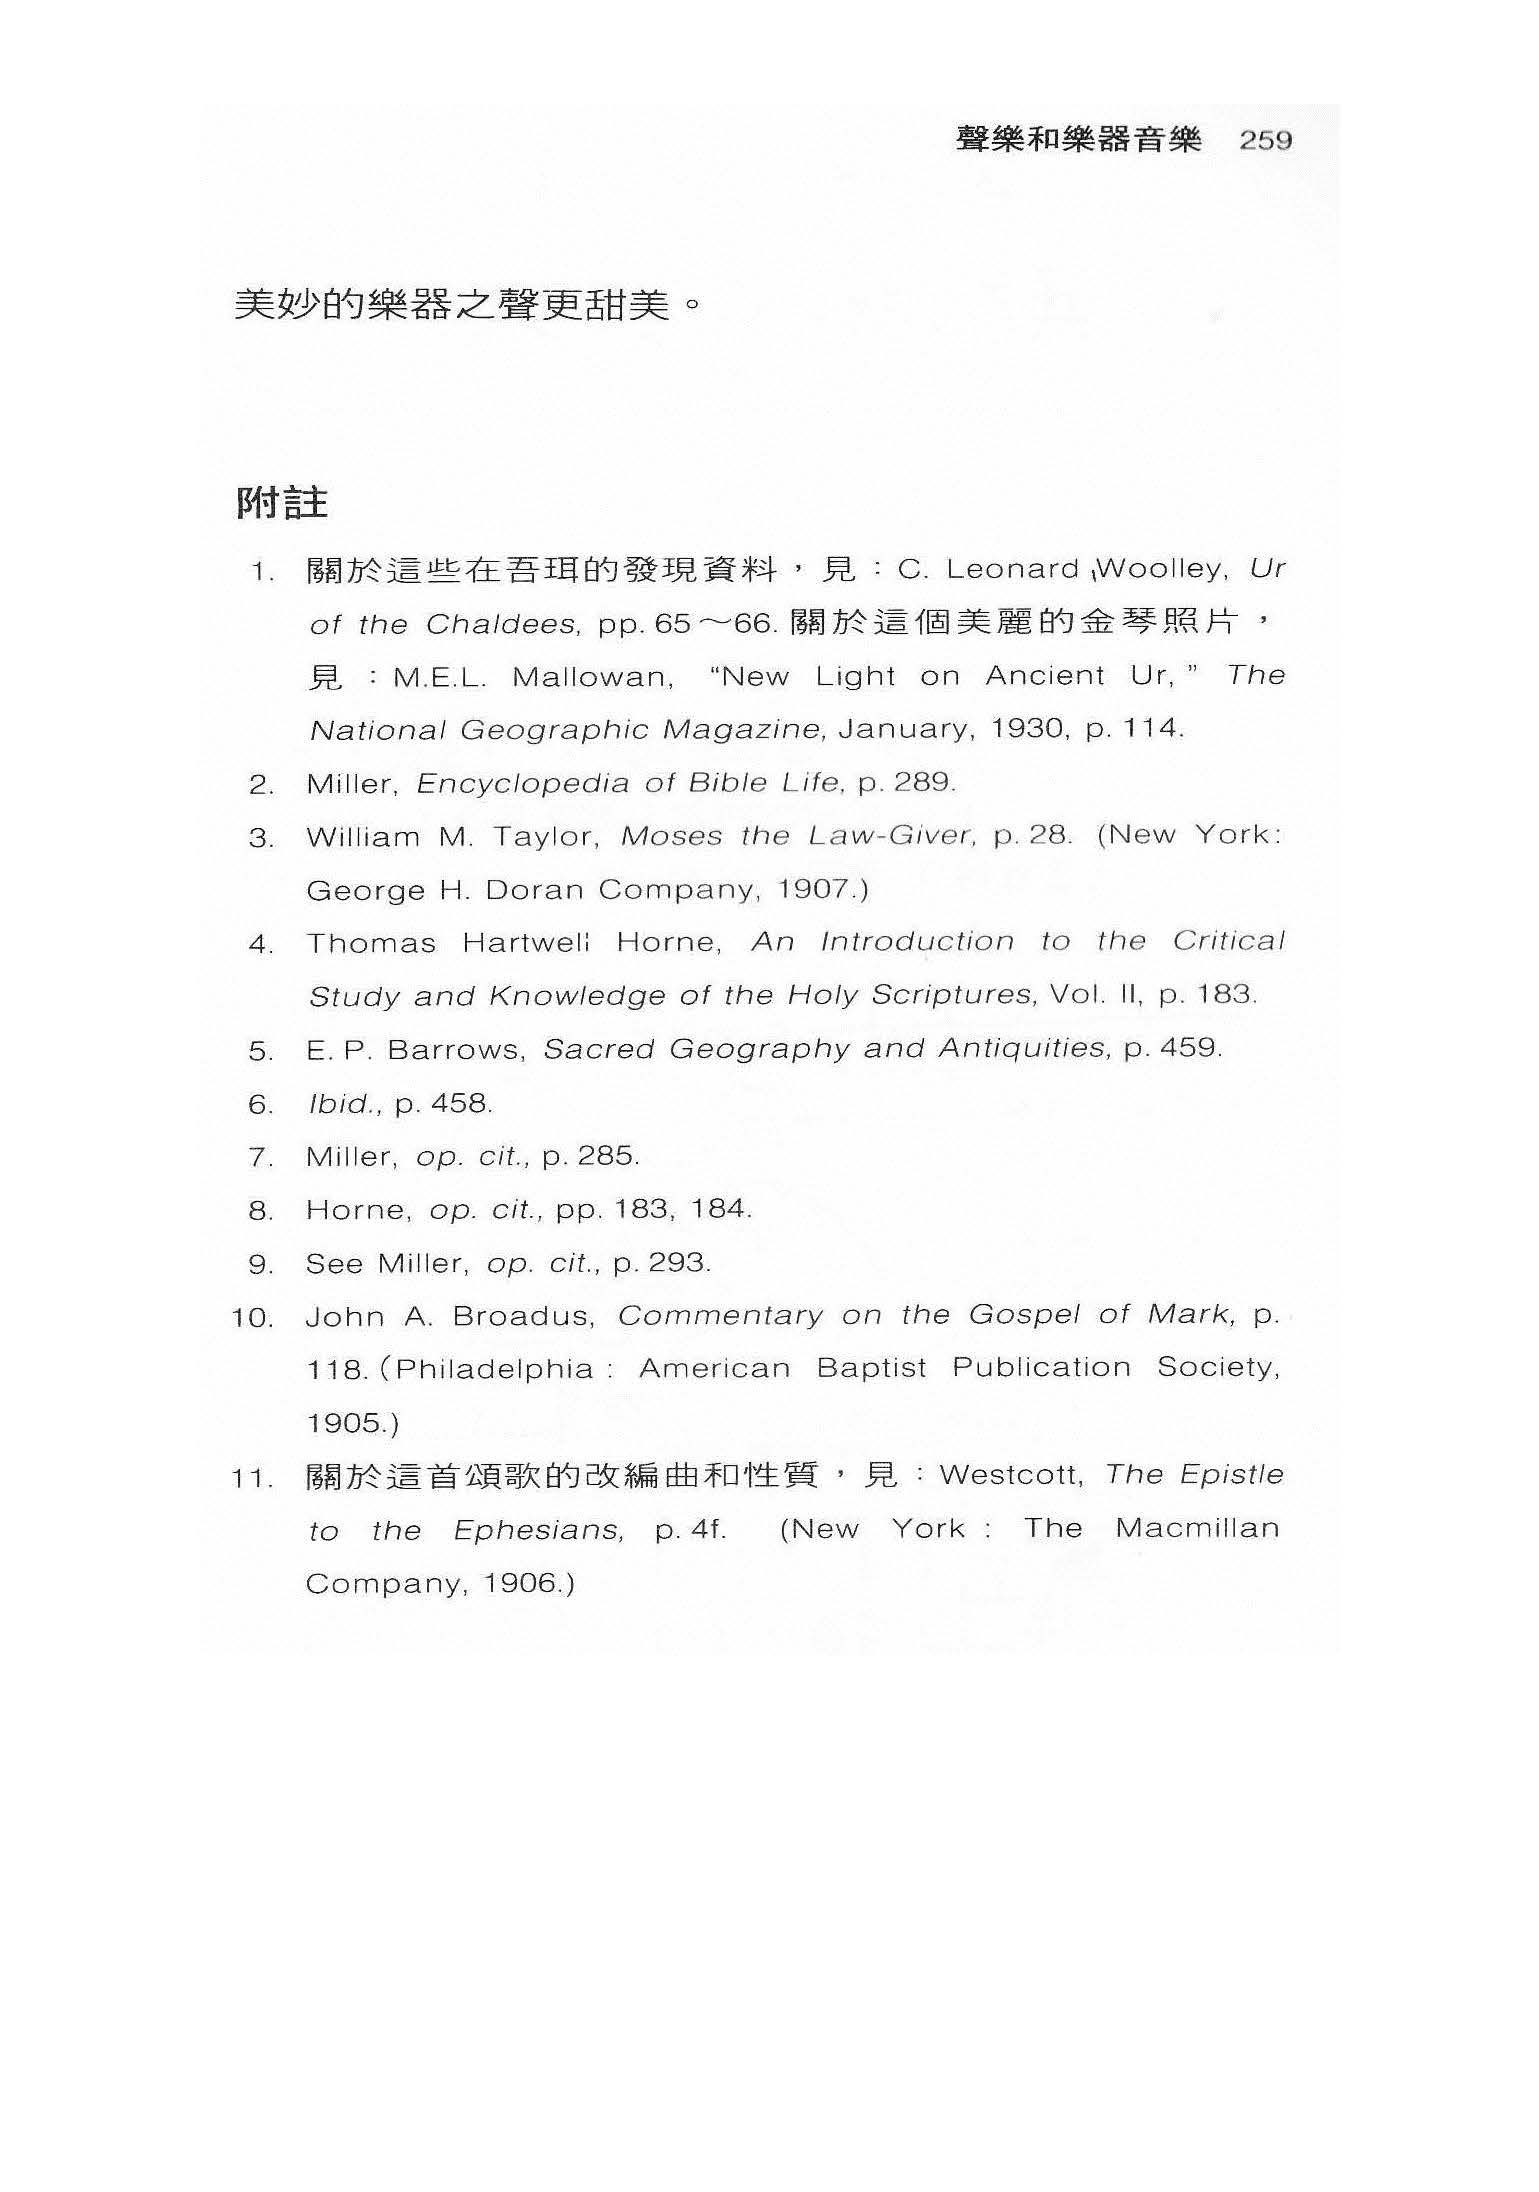 聲樂和樂器音樂 259
美妙的樂器之聲更甜美。
附註
1. 關於這些在吾珥的發現資料，見：C. Leonard Woolley, Ur
of the Chaldees, pp. 65～66. 關於這個美麗的金琴照片，
見：M.E.L. Mallowan, “New Light on Ancient Ur,” The
National Geographic Magazine, January, 1930, p. 114.
2. Miller, Encyclopedia of Bible Life, p. 289.
3. William M. Taylor, Moses the Law-Giver, p. 28. (New York:
George H. Doran Company, 1907.)
4. Thomas Hartwell Horne, An Introduction to the Critical
Study and Knowledge of the Holy Scriptures, Vol. II, p. 183.
5. E. P. Barrows, Sacred Geography and Antiquities, p. 459.
6. Ibid., p. 458.
7. Miller, op. cit., p. 285.
8. Horne, op. cit., pp. 183, 184.
9. See Miller, op. cit., p. 293.
10. John A. Broadus, Commentary on the Gospel of Mark, p.
118. (Philadelphia : American Baptist Publication Society,
1905.)
11. 關於這首頌歌的改編曲和性質，見：Westcott, The Epistle
to the Ephesians, p. 4f. (New York : The Macmillan
Company, 1906.)